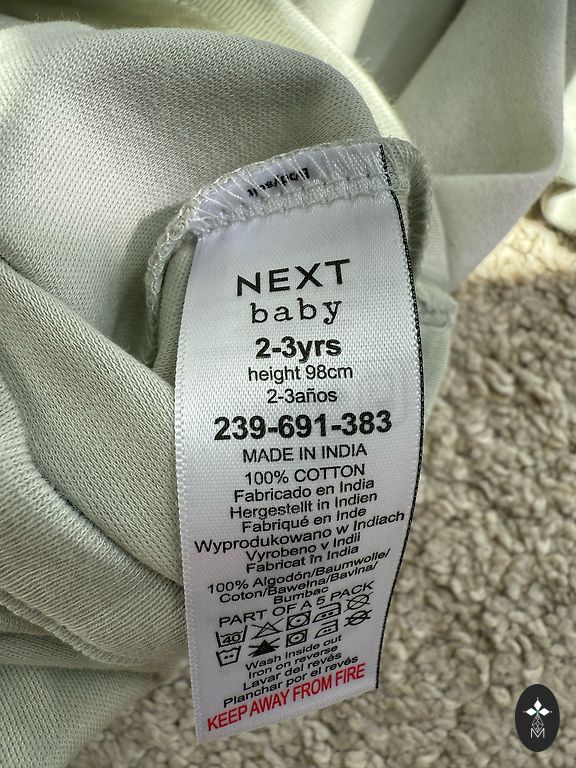 NEXT
baby
2-3yrs
height 98cm
2-3años
239-691-383
MADE IN INDIA
100% COTTON
Fabricado en India
Hergestellt in Indien
Fabriqué en Inde
Wyprodukowano w Indiach
Vyrobeno v Indii
Fabricat în India
100% Algodón/Baumwolle/
Coton/Bawełna/Bavlna/
Bumbac
PART OF A 5 PACK
40
Wash Inside out
Iron on reverse
Lavar del revés
Planchar por el revés
KEEP AWAY FROM FIRE